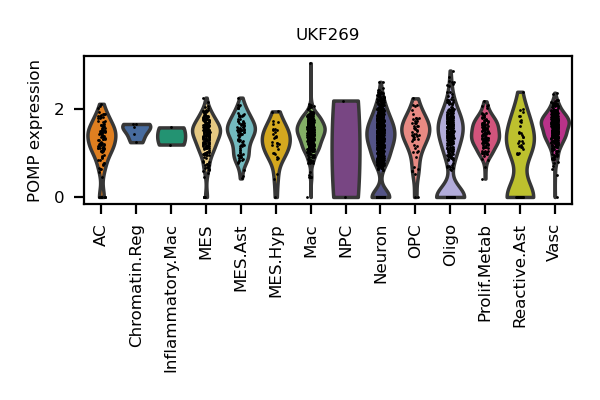 UKF269
POMP expression
2
0
AC
Chromatin.Reg
Inflammatory.Mac
MES
MES.Ast
MES.Hyp
Mac
NPC
Neuron
OPC
Oligo
Prolif.Metab
Reactive.Ast
Vasc